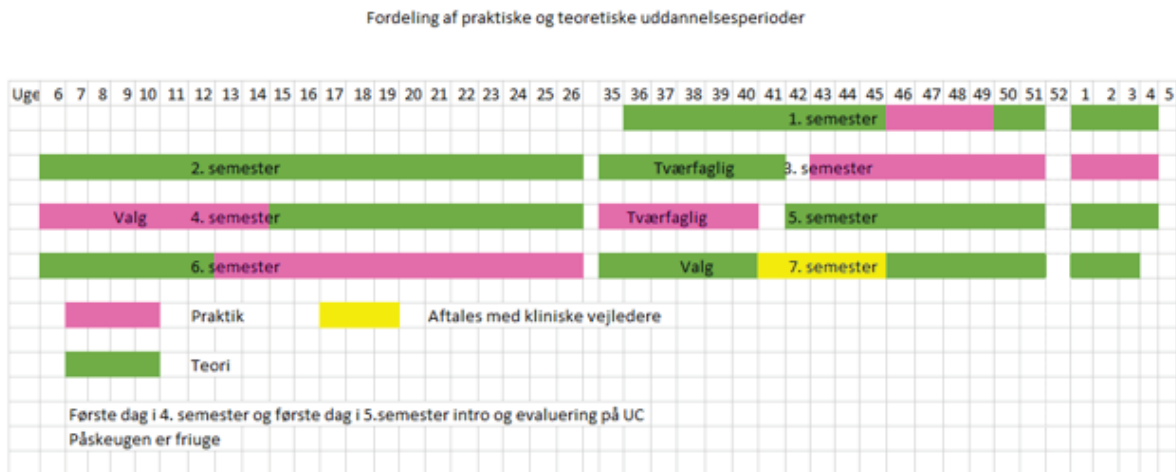 Fordeling af praktiske og teoretiske uddannelsesperioder
Uge 6 7 8 9 10 11 12 13 14 15 16 17 18 19 20 21 22 23 24 25 26 35 36 37 38 39 40 41 42 43 44 45 46 47 48 49 50 51 52 1 2 3 4 5
1. semester
2. semester Tværfaglig 3. semester
Valg 4. semester Tværfaglig 5. semester
6. semester Valg 7. semester
Praktik Aftales med kliniske vejledere
Teori
Første dag i 4. semester og første dag i 5.semester intro og evaluering på UC
Påskeugen er friuge